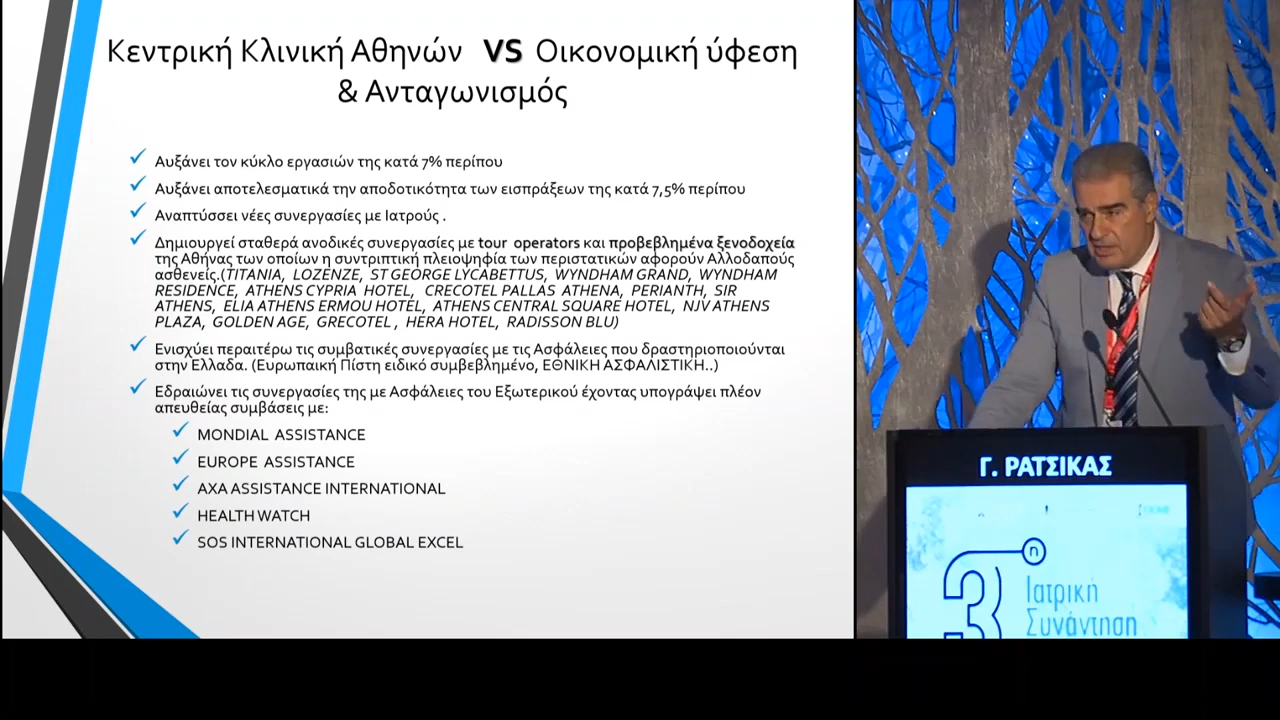 Κεντρική Κλινική Αθηνών VS Οικονομική ύφεση
& Ανταγωνισμός
Αυξάνει τον κύκλο εργασιών της κατά 7% περίπου
Αυξάνει αποτελεσματικά την αποδοτικότητα των εισπράξεων της κατά 7,5% περίπου
Αναπτύσσει νέες συνεργασίες με Ιατρούς .
Δημιουργεί σταθερά ανοδικές συνεργασίες με tour operators και προβεβλημένα ξενοδοχεία
της Αθήνας των οποίων η συντριπτική πλειοψηφία των περιστατικών αφορούν Αλλοδαπούς
ασθενείς.(TITANIA, LOZENZE, ST GEORGE LYCABETTUS, WYNDHAM GRAND, WYNDHAM
RESIDENCE, ATHENS CYPRIA HOTEL, CRECOTEL PALLAS ATHENA, PERIANTH, SIR
ATHENS, ELIA ATHENS ERMOU HOTEL, ATHENS CENTRAL SQUARE HOTEL, NJV ATHENS
PLAZA, GOLDEN AGE, GRECOTEL , HERA HOTEL, RADISSON BLU)
Ενισχύει περαιτέρω τις συμβατικές συνεργασίες με τις Ασφάλειες που δραστηριοποιούνται
στην Ελλαδα. (Ευρωπαική Πίστη ειδικό συμβεβλημένο, ΕΘΝΙΚΗ ΑΣΦΑΛΙΣΤΙΚΗ..)
Εδραιώνει τις συνεργασίες της με Ασφάλειες του Εξωτερικού έχοντας υπογράψει πλέον
απευθείας συμβάσεις με:
MONDIAL ASSISTANCE
EUROPE ASSISTANCE
AXA ASSISTANCE INTERNATIONAL
HEALTH WATCH
SOS INTERNATIONAL GLOBAL EXCEL
Γ. ΡΑΤΣΙΚΑΣ
3η
Ιατρική
Συνάντηση